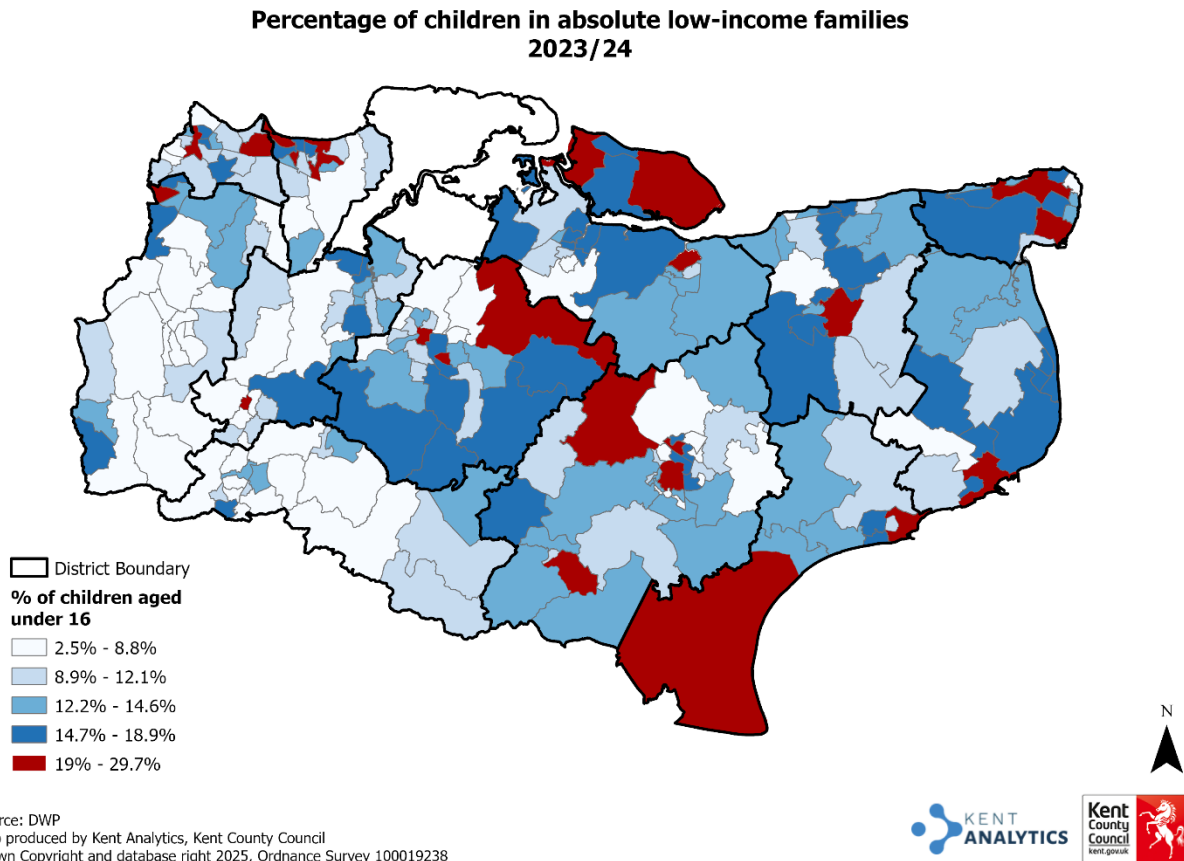 Percentage of children in absolute low-income families
2023/24
District Boundary
% of children aged
under 16
2.5% - 8.8%
8.9% - 12.1%
12.2% - 14.6%
14.7% - 18.9%
19% - 29.7%
N
rce: DWP
produced by Kent Analytics, Kent County Council
wn Copyright and database right 2025. Ordnance Survey 100019238
KENT
ANALYTICS
Kent
County
Council
kent.gov.uk